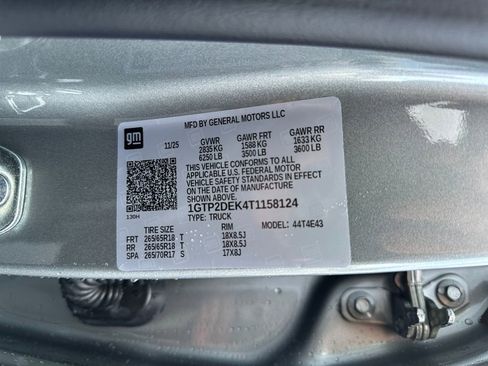 MFD BY GENERAL MOTORS LLC
gm
11/25 GVWR GAWR FRT GAWR RR
2835 KG 1588 KG 1633 KG
6250 LB 3500 LB 3600 LB
THIS VEHICLE CONFORMS TO ALL
APPLICABLE U.S. FEDERAL MOTOR
VEHICLE SAFETY STANDARDS IN EFFECT
ON THE DATE OF MANUFACTURE
SHOWN ABOVE.
1GTP2DEK4T1158124
130H TYPE: TRUCK 44T4E43
TIRE SIZE RIM
FRT 265/65R18 T 18X8.5J
RR 265/65R18 T 18X8.5J
SPA 265/70R17 S 17X8J